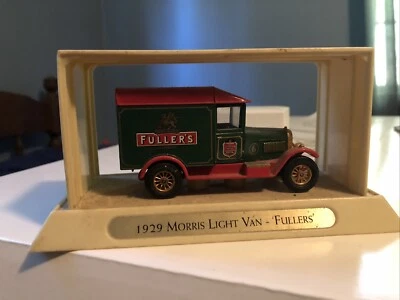 FULLER'S
1929 MORRIS LIGHT VAN - 'FULLERS'